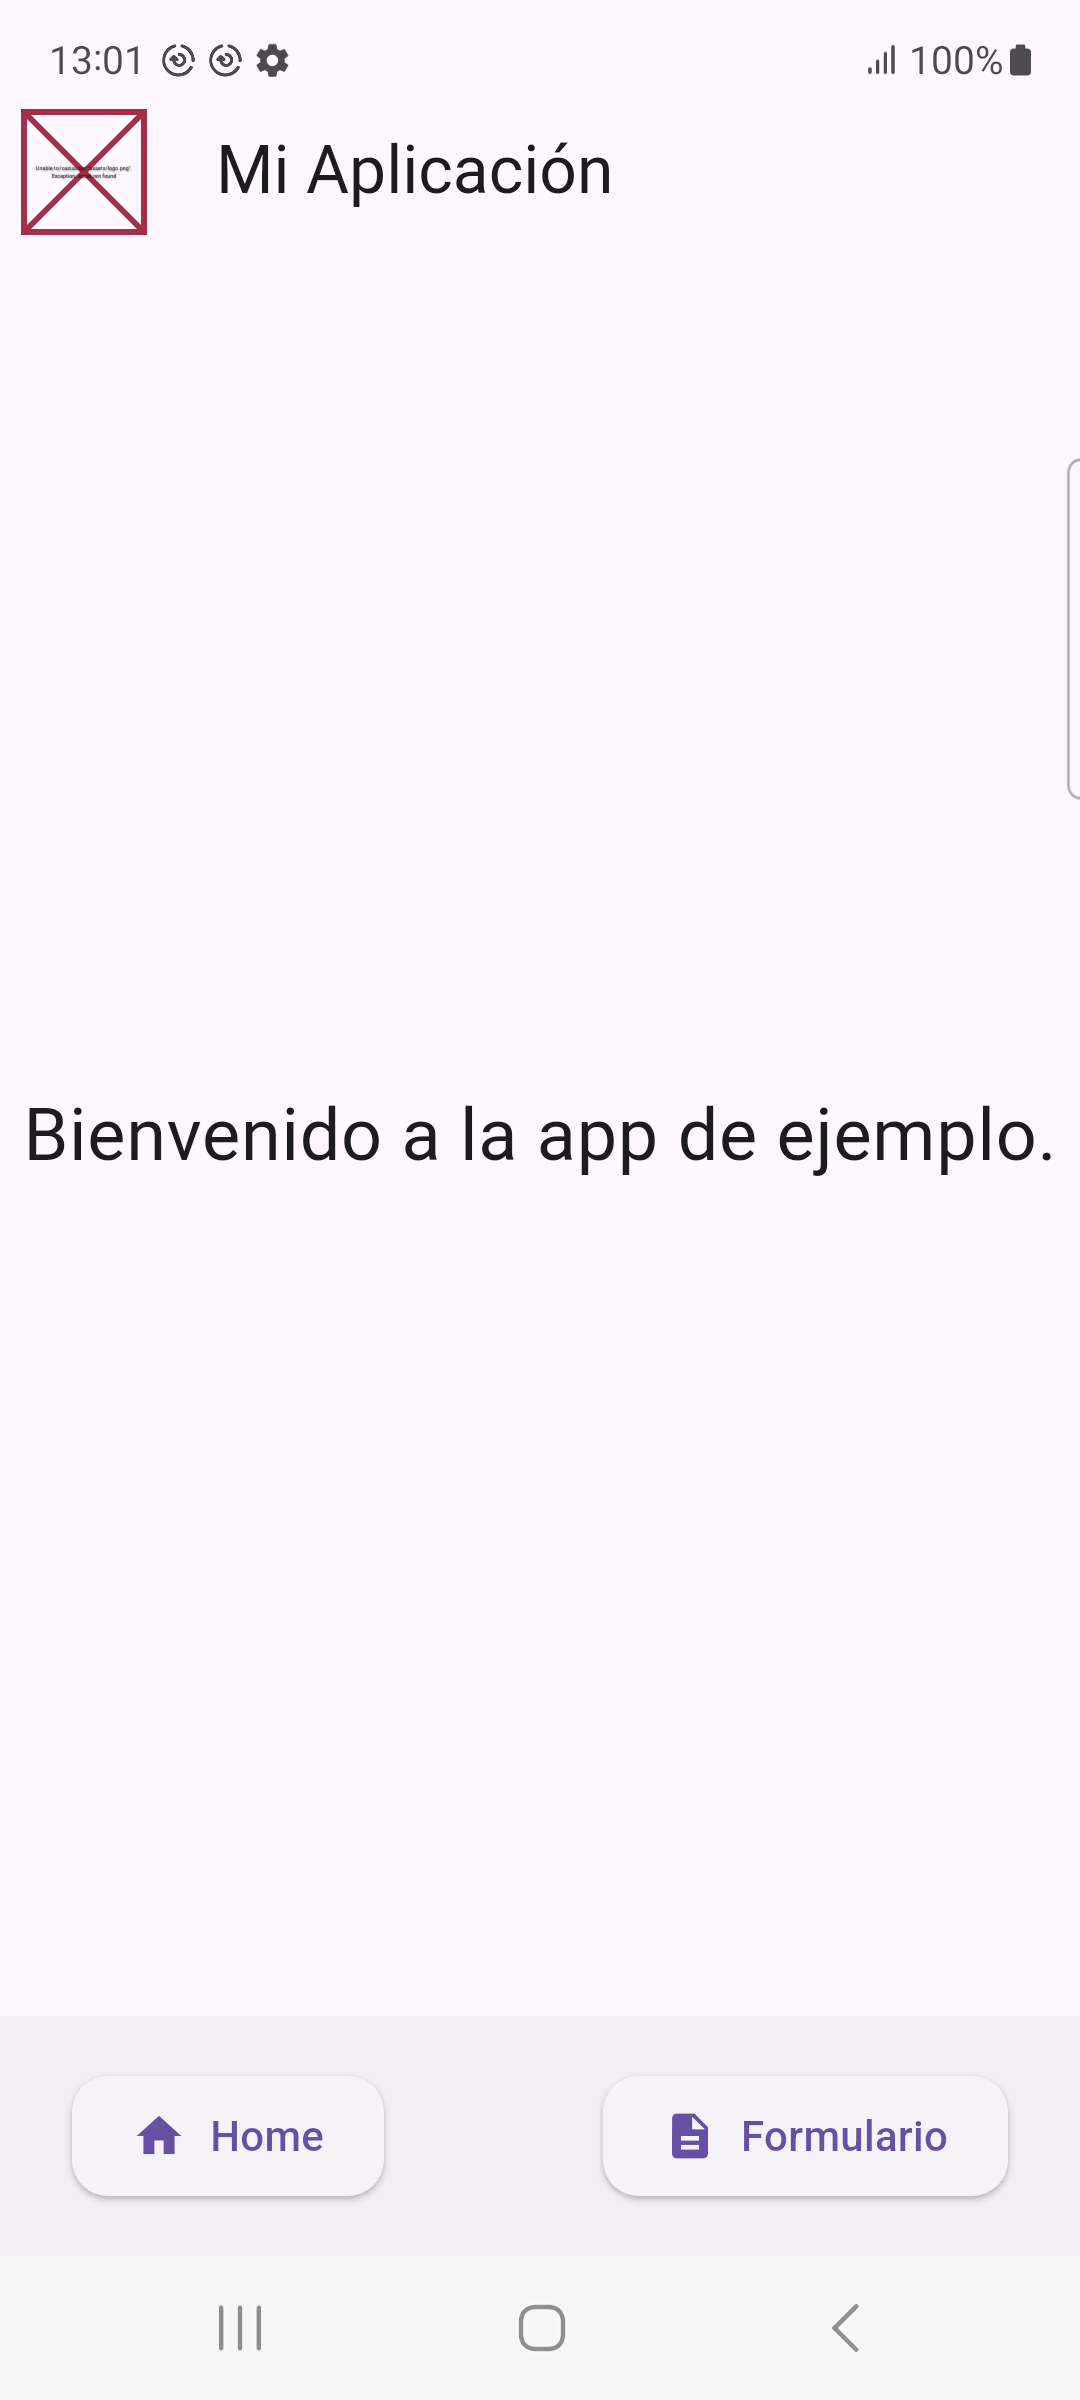 13:01
100%
Unable to load asset: "assets/logo.png".
Exception: not found
Mi Aplicación
Bienvenido a la app de ejemplo.
Home
Formulario